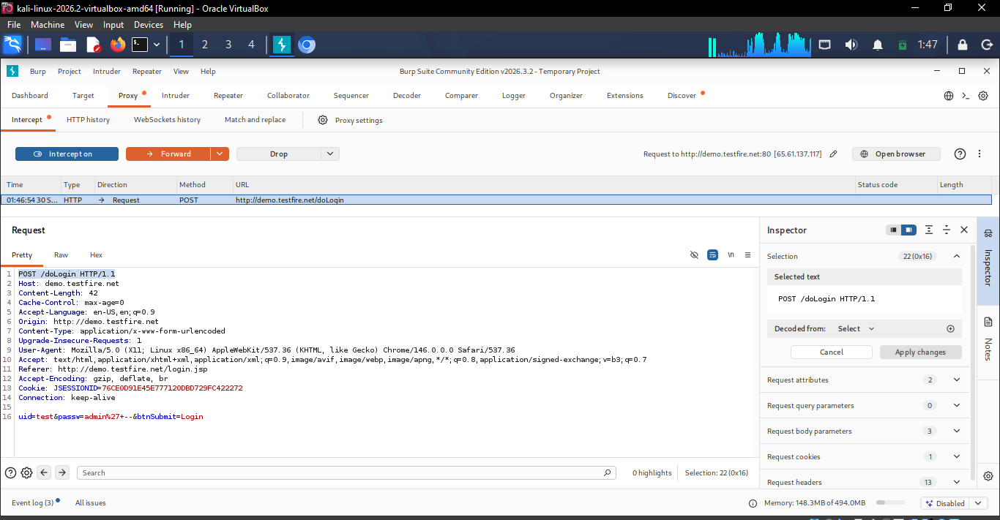 kali-linux-2026.2-virtualbox-amd64 [Running] - Oracle VirtualBox
File Machine View Input Devices Help
1 2 3 4 1:47
Burp Project Intruder Repeater View Help Burp Suite Community Edition v2026.3.2 - Temporary Project
Dashboard Target Proxy Intruder Repeater Collaborator Sequencer Decoder Comparer Logger Organizer Extensions Discover
Intercept HTTP history WebSockets history Match and replace Proxy settings
Intercept on Forward Drop Request to http://demo.testfire.net:80 [65.61.137.117] Open browser
Time Type Direction Method URL Status code Length
01:46:54 30 S... HTTP → Request POST http://demo.testfire.net/doLogin
Request
Pretty Raw Hex \n
1 POST /doLogin HTTP/1.1
2 Host: demo.testfire.net
3 Content-Length: 42
4 Cache-Control: max-age=0
5 Accept-Language: en-US,en;q=0.9
6 Origin: http://demo.testfire.net
7 Content-Type: application/x-www-form-urlencoded
8 Upgrade-Insecure-Requests: 1
9 User-Agent: Mozilla/5.0 (X11; Linux x86_64) AppleWebKit/537.36 (KHTML, like Gecko) Chrome/146.0.0.0 Safari/537.36
10 Accept: text/html,application/xhtml+xml,application/xml;q=0.9,image/avif,image/webp,image/apng,*/*;q=0.8,application/signed-exchange;v=b3;q=0.7
11 Referer: http://demo.testfire.net/login.jsp
12 Accept-Encoding: gzip, deflate, br
13 Cookie: JSESSIONID=76CE0D91E45E777120DBD729FC422272
14 Connection: keep-alive
15
16 uid=test&passw=admin%27+--&btnSubmit=Login
Search 0 highlights Selection: 22 (0x16)
Inspector
Selection 22 (0x16)
Selected text
POST /doLogin HTTP/1.1
Decoded from: Select
Cancel Apply changes
Request attributes 2
Request query parameters 0
Request body parameters 3
Request cookies 1
Request headers 13
Inspector
Notes
Event log (3) All issues Memory: 148.3MB of 494.0MB Disabled